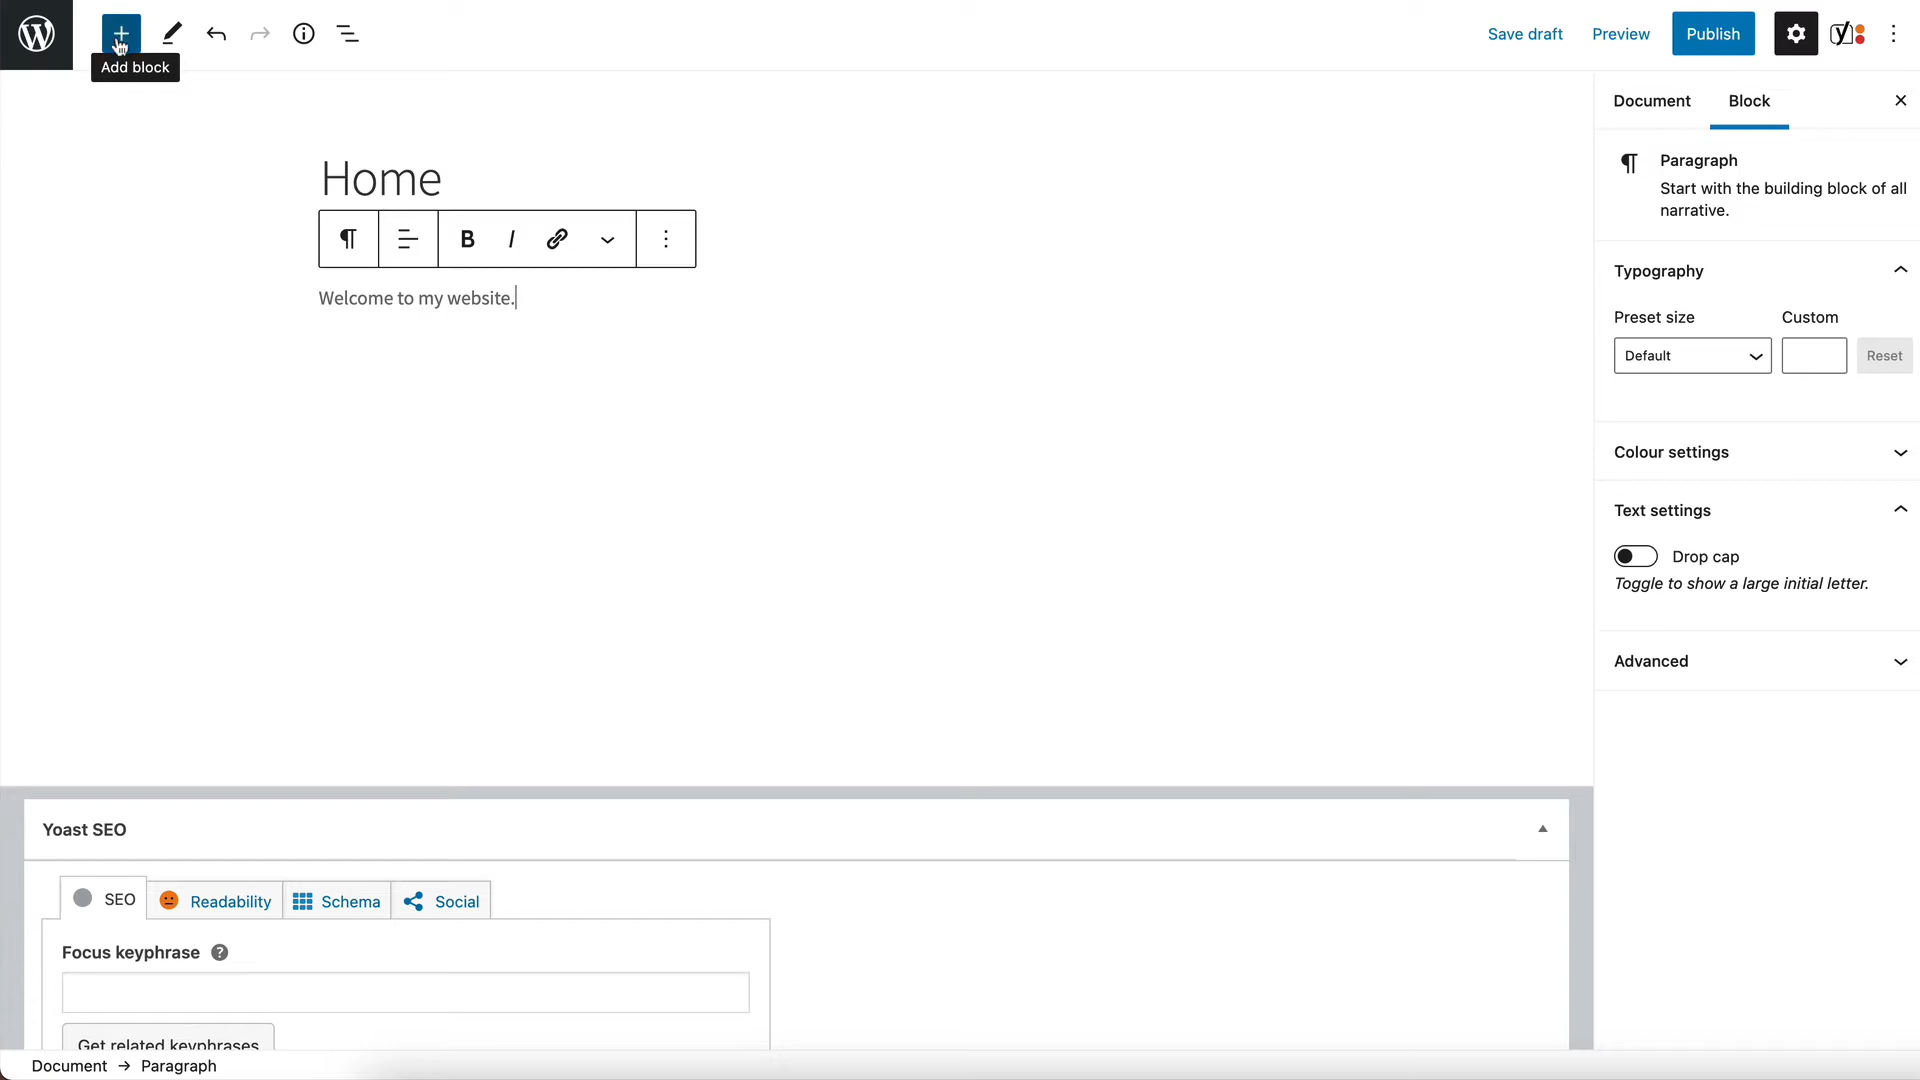 Save draft
Preview
Publish
Add block
Document
Block
Home
Paragraph
Start with the building block of all
narrative.
B I
Welcome to my website.
Typography
Preset size
Custom
Default
Reset
Colour settings
Text settings
Drop cap
Toggle to show a large initial letter.
Advanced
Yoast SEO
SEO
Readability
Schema
Social
Focus keyphrase
Get related keyphrases
Document → Paragraph